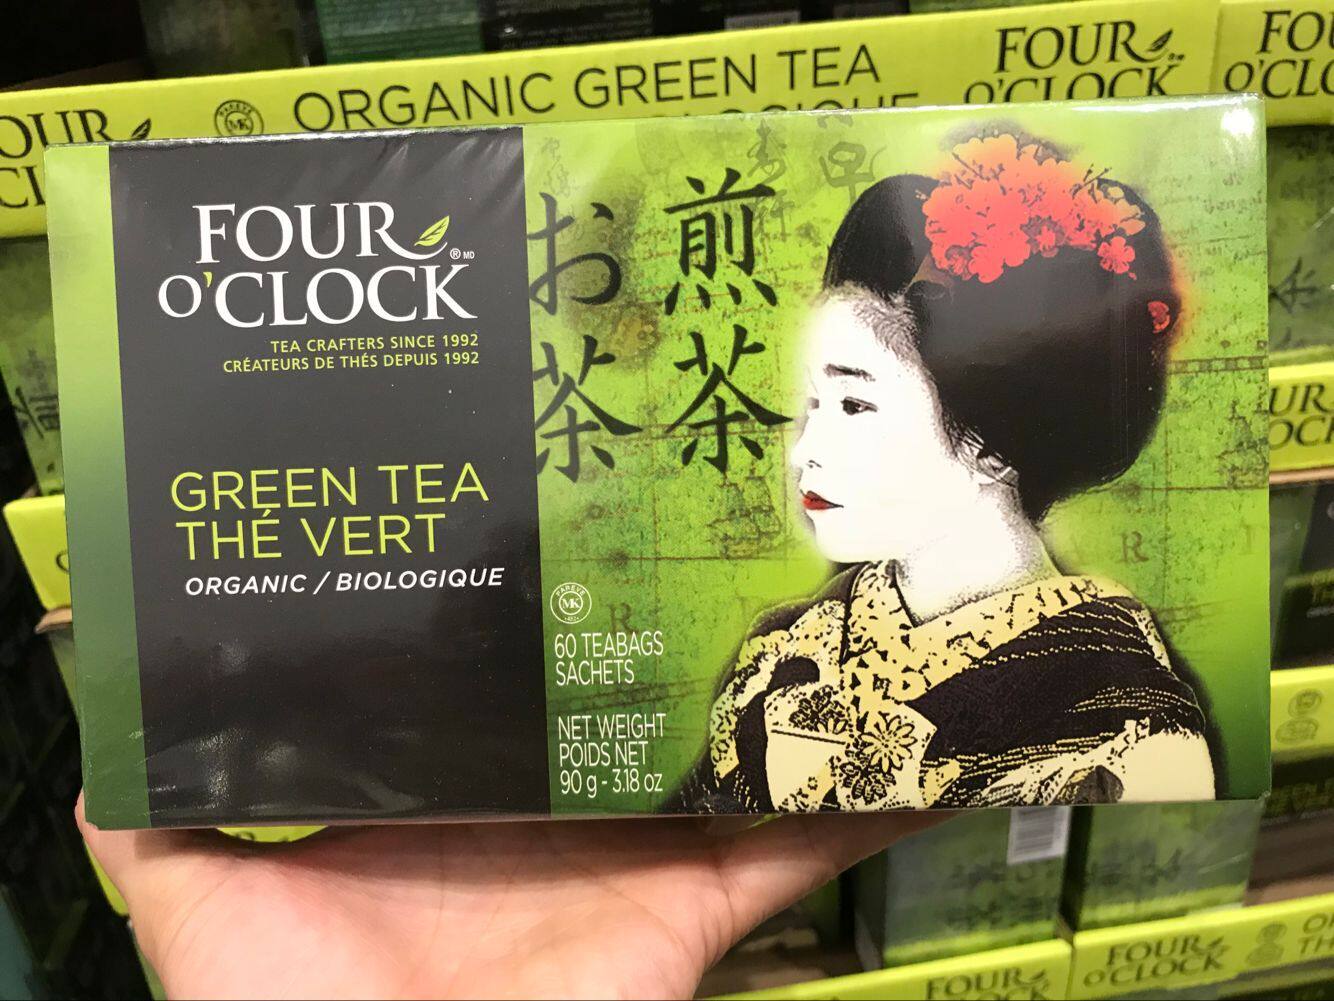 ORGANIC GREEN TEA
FOUR
O'CLOCK
FOUR
O'CLOCK
® MD
TEA CRAFTERS SINCE 1992
CRÉATEURS DE THÉS DEPUIS 1992
GREEN TEA
THÉ VERT
ORGANIC / BIOLOGIQUE
煎茶
お茶
PAREVE
MK
60 TEABAGS
SACHETS
NET WEIGHT
POIDS NET
90 g - 3.18 oz
FOUR
O'CLOCK